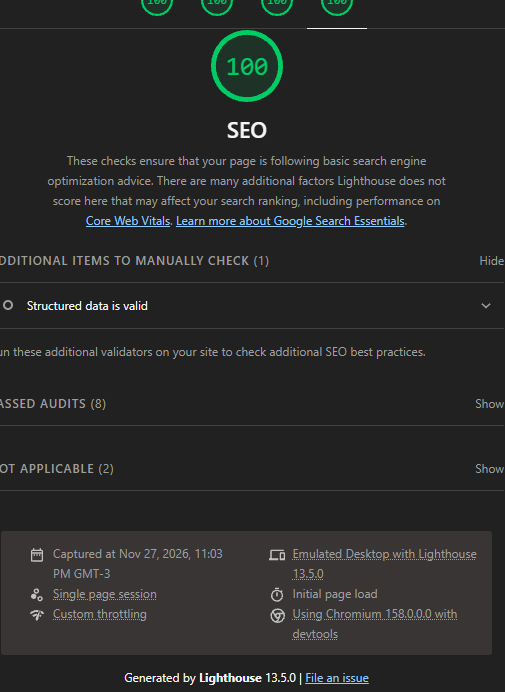 100 100 100 100
100
SEO
These checks ensure that your page is following basic search engine
optimization advice. There are many additional factors Lighthouse does not
score here that may affect your search ranking, including performance on
Core Web Vitals. Learn more about Google Search Essentials.
DDITIONAL ITEMS TO MANUALLY CHECK (1)
Hide
Structured data is valid
un these additional validators on your site to check additional SEO best practices.
ASSED AUDITS (8)
Show
OT APPLICABLE (2)
Show
Captured at Nov 27, 2026, 11:03
PM GMT-3
Single page session
Custom throttling
Emulated Desktop with Lighthouse
13.5.0
Initial page load
Using Chromium 158.0.0.0 with
devtools
Generated by Lighthouse 13.5.0 | File an issue